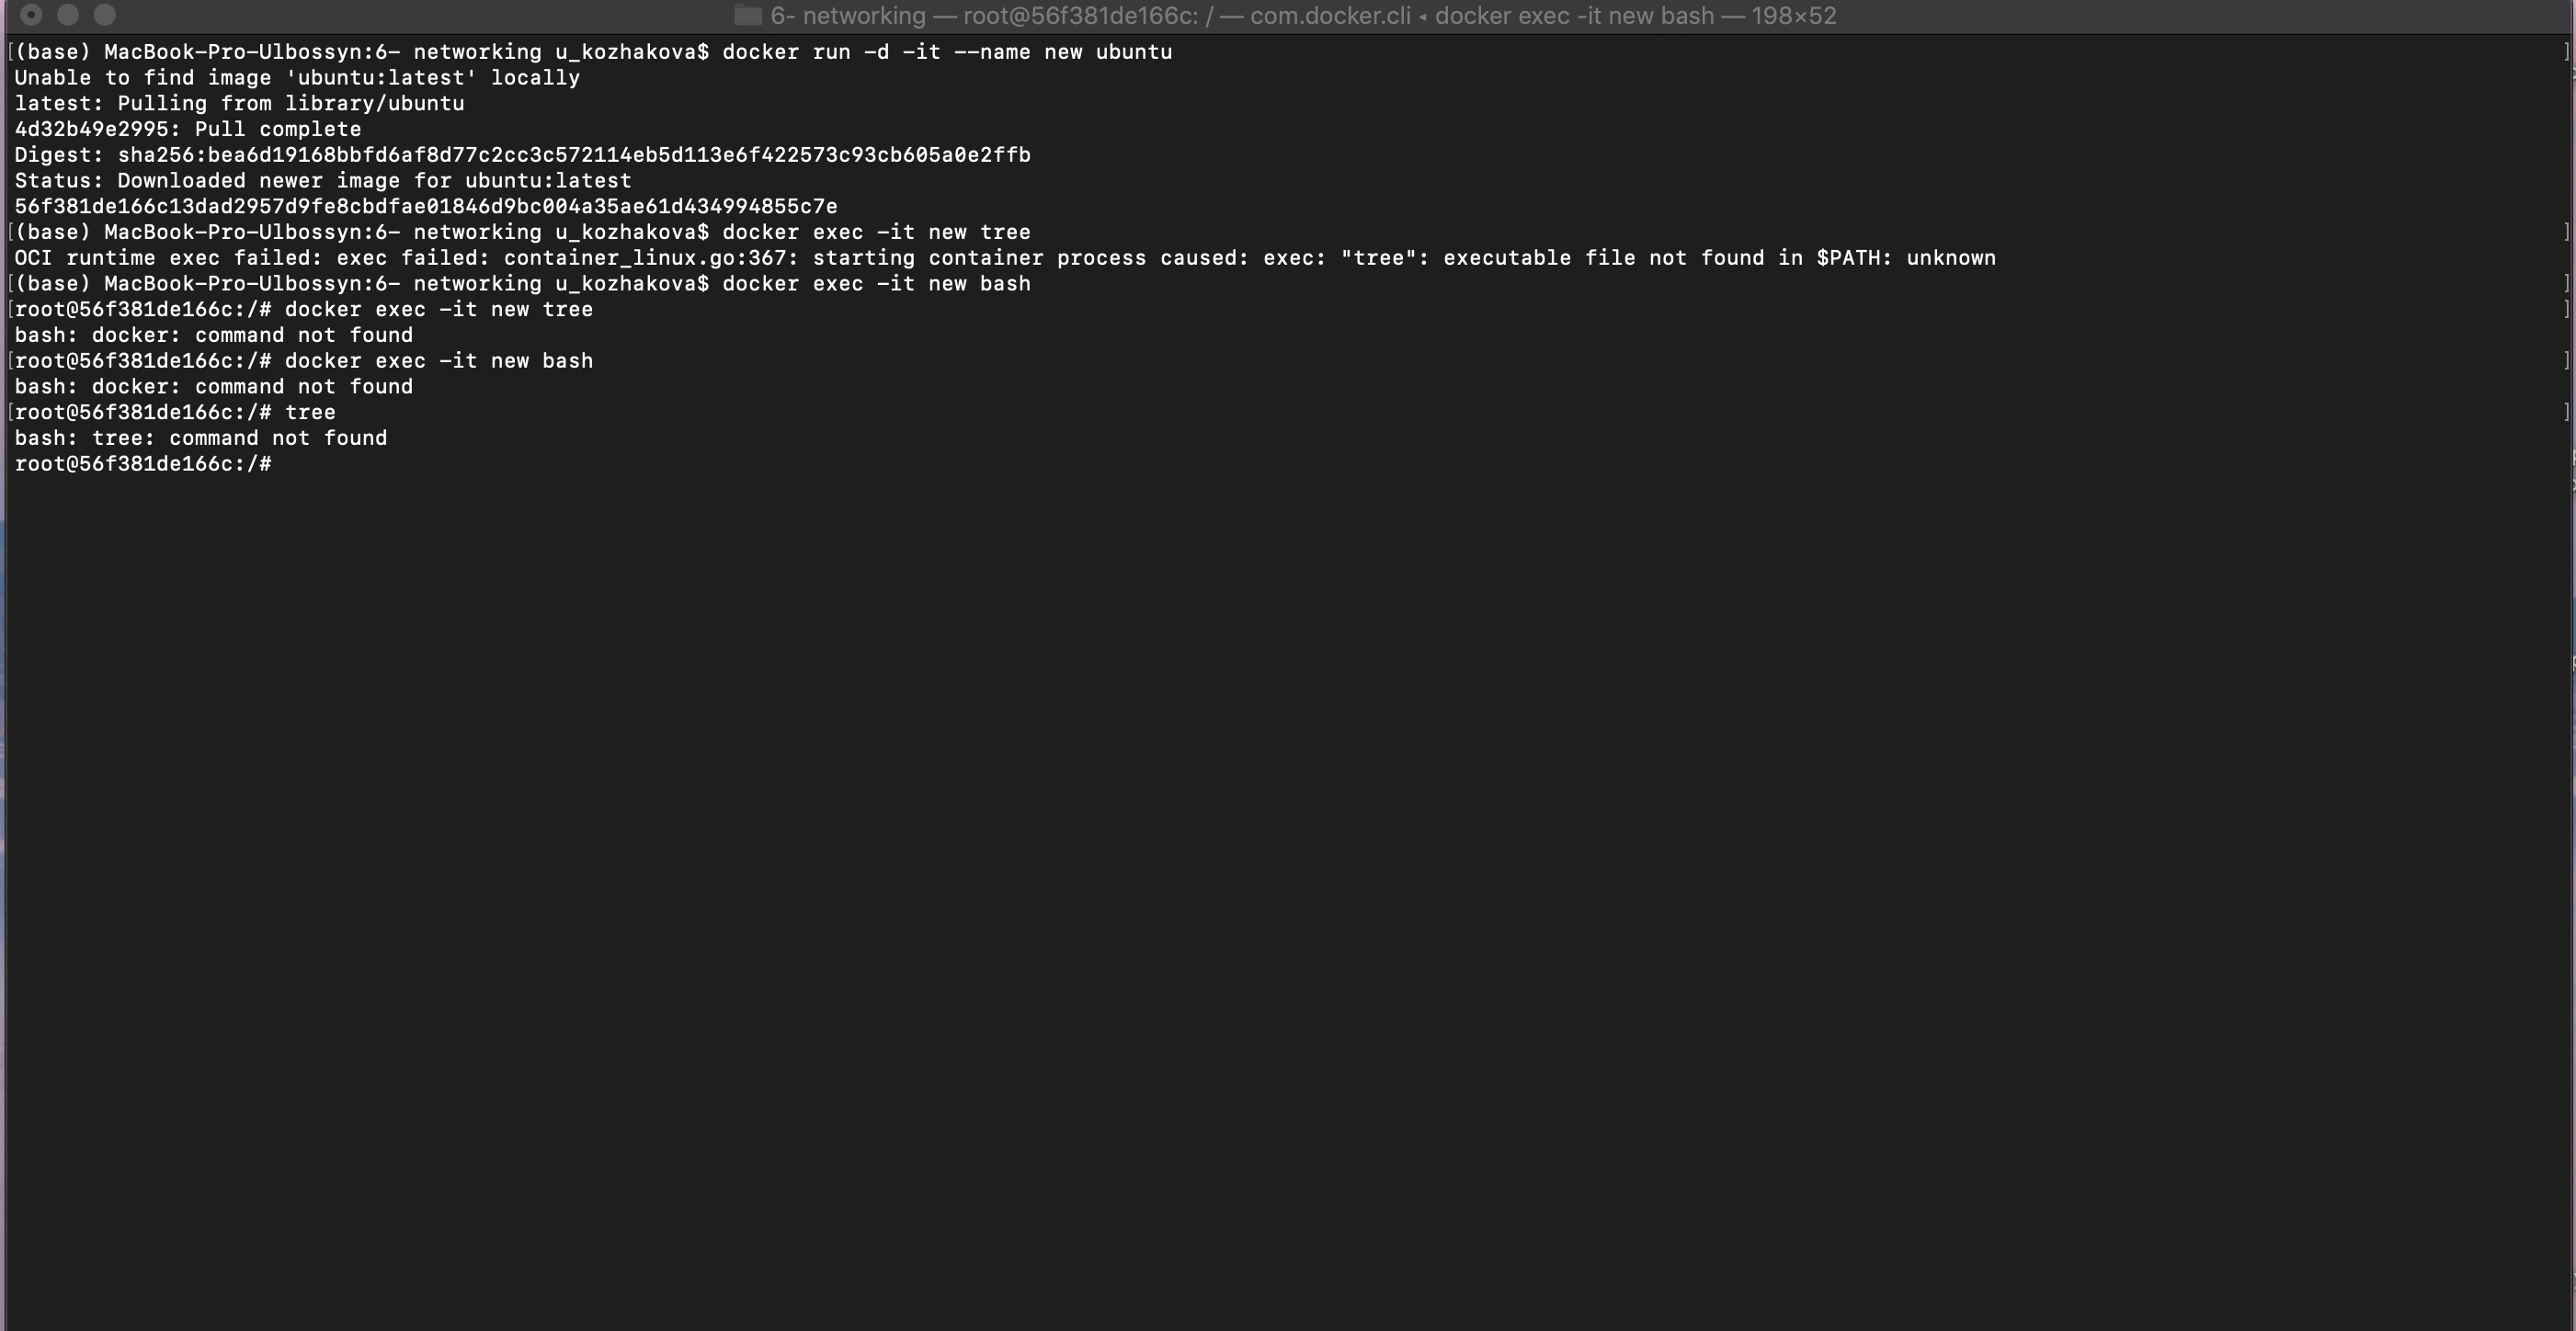 6- networking — root@56f381de166c: / — com.docker.cli ◂ docker exec -it new bash — 198×52
[(base) MacBook-Pro-Ulbossyn:6- networking u_kozhakova$ docker run -d -it --name new ubuntu ]
Unable to find image 'ubuntu:latest' locally
latest: Pulling from library/ubuntu
4d32b49e2995: Pull complete
Digest: sha256:bea6d19168bbfd6af8d77c2cc3c572114eb5d113e6f422573c93cb605a0e2ffb
Status: Downloaded newer image for ubuntu:latest
56f381de166c13dad2957d9fe8cbdfae01846d9bc004a35ae61d434994855c7e
[(base) MacBook-Pro-Ulbossyn:6- networking u_kozhakova$ docker exec -it new tree ]
OCI runtime exec failed: exec failed: container_linux.go:367: starting container process caused: exec: "tree": executable file not found in $PATH: unknown
[(base) MacBook-Pro-Ulbossyn:6- networking u_kozhakova$ docker exec -it new bash ]
[root@56f381de166c:/# docker exec -it new tree ]
bash: docker: command not found
[root@56f381de166c:/# docker exec -it new bash ]
bash: docker: command not found
[root@56f381de166c:/# tree ]
bash: tree: command not found
root@56f381de166c:/#